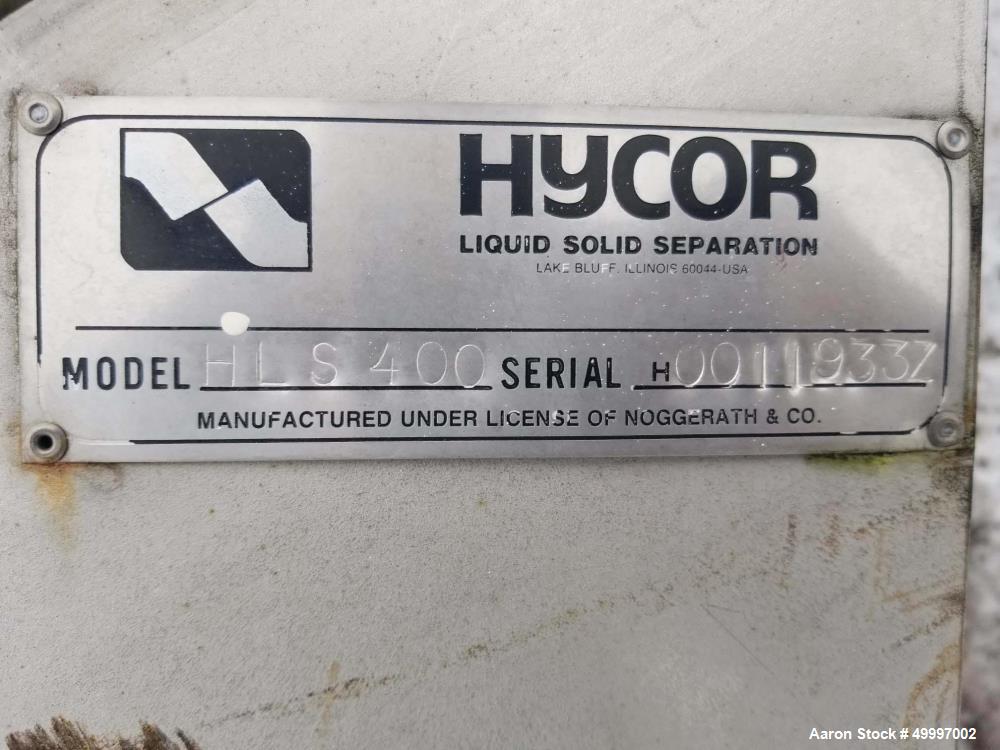 HYCOR
LIQUID SOLID SEPARATION
LAKE BLUFF, ILLINOIS 60044-USA
MODEL HLS 400 SERIAL H0011933Z
MANUFACTURED UNDER LICENSE OF NOGGERATH & CO.
Aaron Stock # 49997002